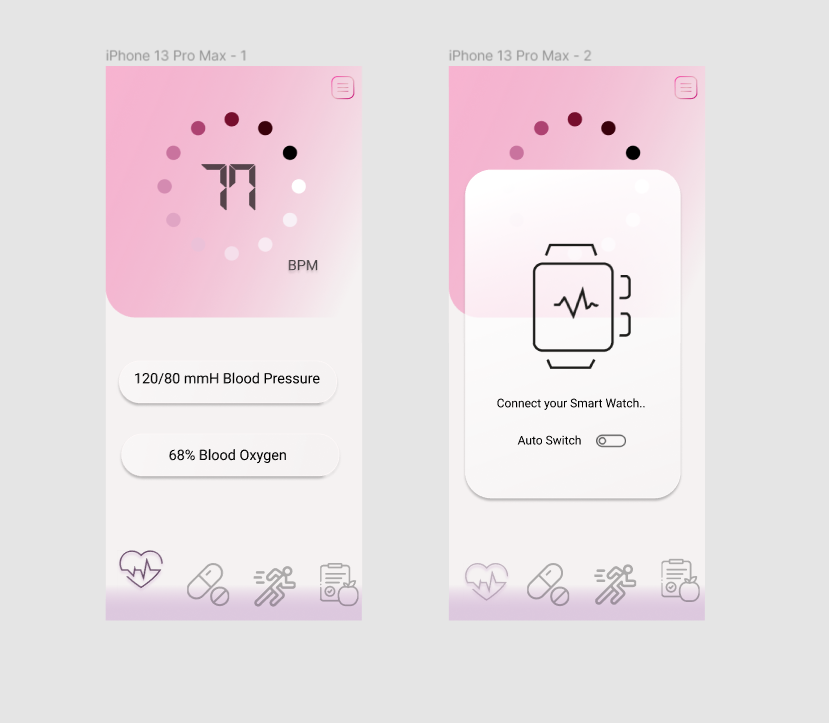 iPhone 13 Pro Max - 1
77
BPM
120/80 mmH Blood Pressure
68% Blood Oxygen
iPhone 13 Pro Max - 2
Connect your Smart Watch..
Auto Switch